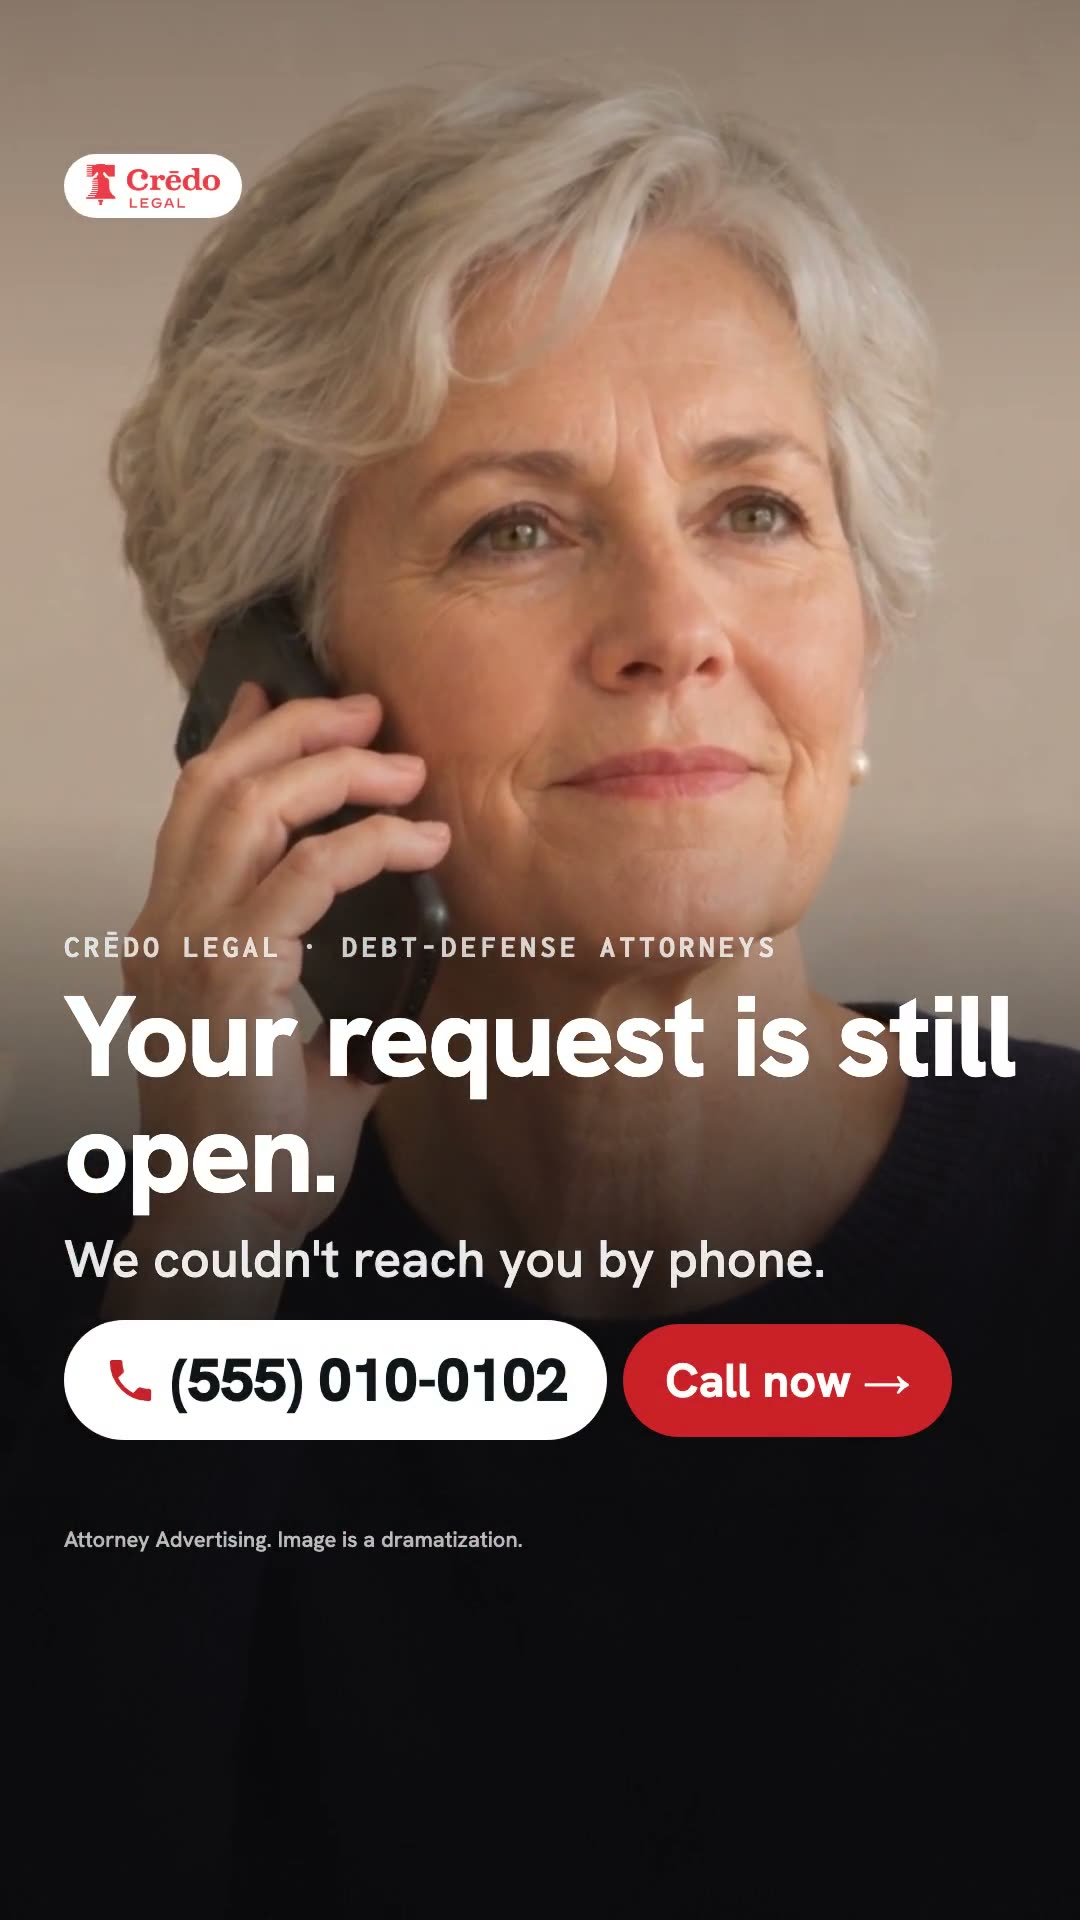 Crēdo
LEGAL
CRĒDO LEGAL · DEBT-DEFENSE ATTORNEYS
Your request is still
open.
We couldn't reach you by phone.
(555) 010-0102
Call now →
Attorney Advertising. Image is a dramatization.